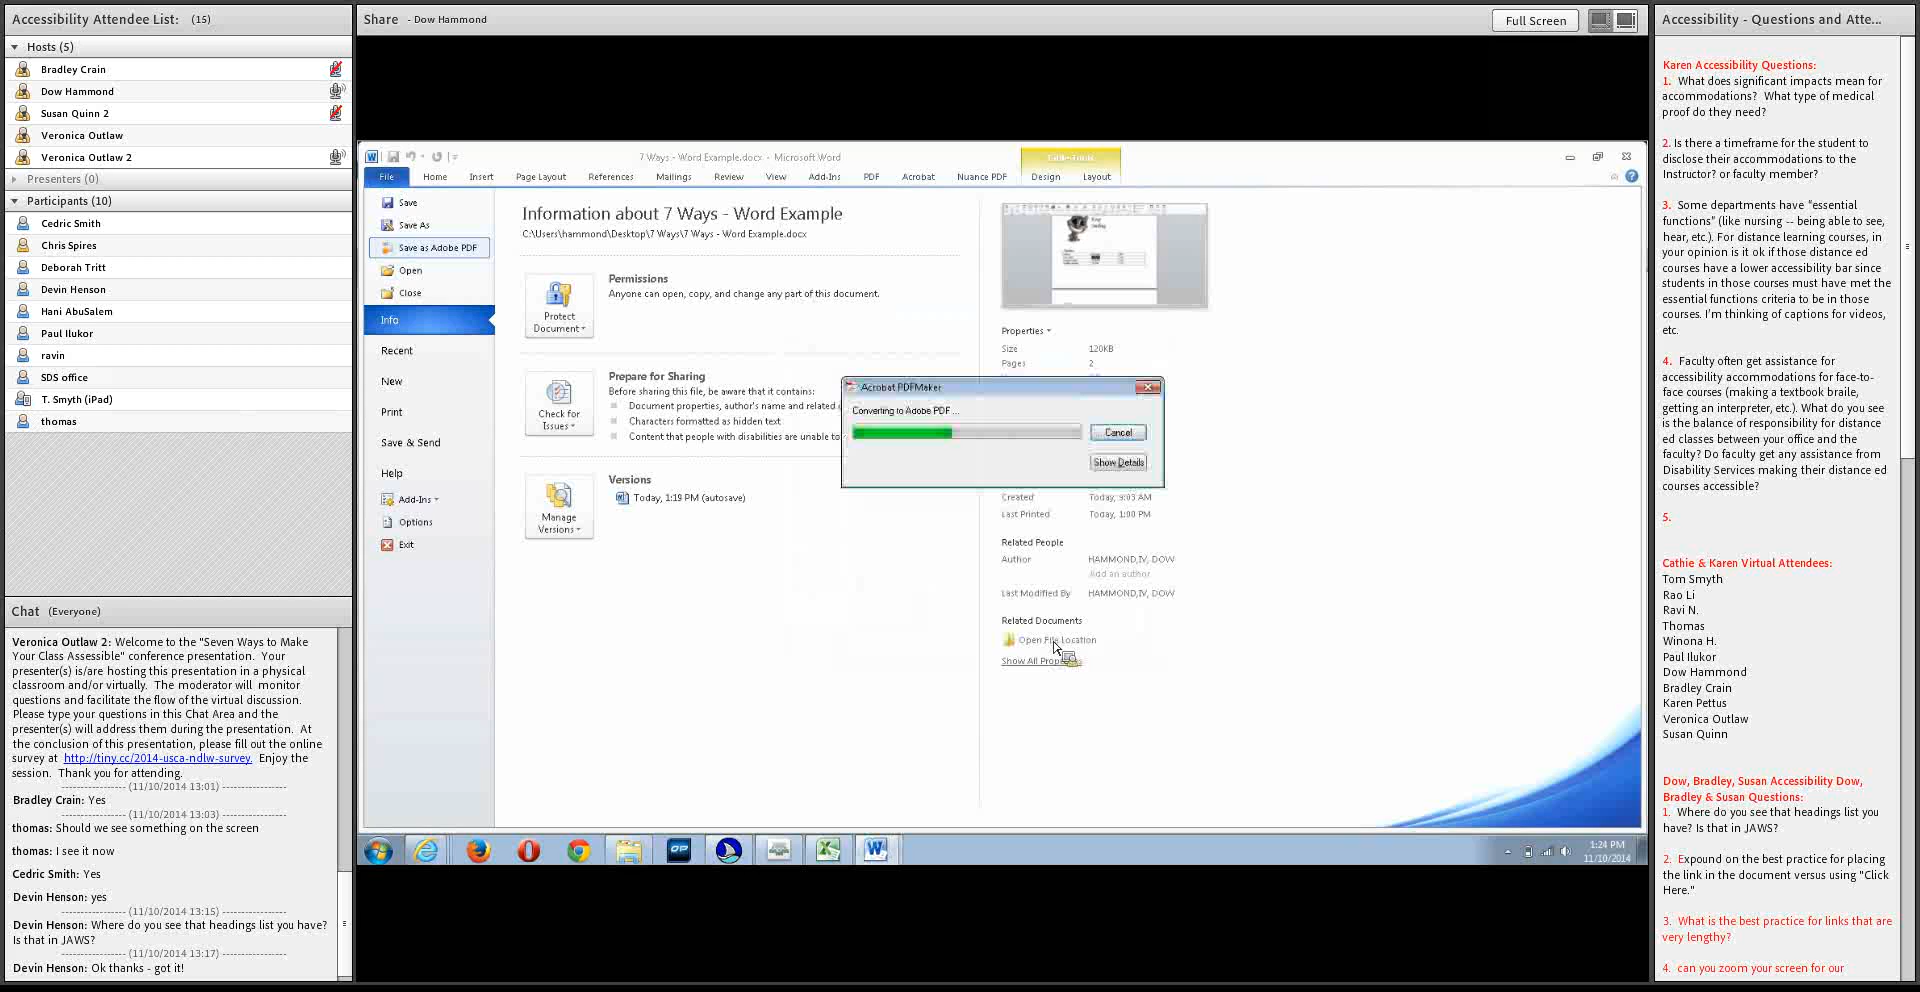 Accessibility Attendee List: (15)
Hosts (5)
Bradley Crain
Dow Hammond
Susan Quinn 2
Veronica Outlaw
Veronica Outlaw 2
Presenters (0)
Participants (10)
Cedric Smith
Chris Spires
Deborah Tritt
Devin Henson
Hani AbuSalem
Paul Ilukor
ravin
SDS office
T. Smyth (iPad)
thomas
Chat (Everyone)
Veronica Outlaw 2: Welcome to the "Seven Ways to Make
Your Class Assessible" conference presentation. Your
presenter(s) is/are hosting this presentation in a physical
classroom and/or virtually. The moderator will monitor
questions and facilitate the flow of the virtual discussion.
Please type your questions in this Chat Area and the
presenter(s) will address them during the presentation. At
the conclusion of this presentation, please fill out the online
survey at http://tiny.cc/2014-usca-ndlw-survey. Enjoy the
session. Thank you for attending.
----------------- (11/10/2014 13:01) -----------------
Bradley Crain: Yes
----------------- (11/10/2014 13:03) -----------------
thomas: Should we see something on the screen
thomas: I see it now
Cedric Smith: Yes
Devin Henson: yes
----------------- (11/10/2014 13:15) -----------------
Devin Henson: Where do you see that headings list you have?
Is that in JAWS?
----------------- (11/10/2014 13:17) -----------------
Devin Henson: Ok thanks - got it!
Share - Dow Hammond
Full Screen
7 Ways - Word Example.docx - Microsoft Word
Table Tools
File Home Insert Page Layout References Mailings Review View Add-Ins PDF Acrobat Nuance PDF Design Layout
Save
Save As
Save as Adobe PDF
Open
Close
Info
Recent
New
Print
Save & Send
Help
Add-Ins
Options
Exit
Information about 7 Ways - Word Example
C:\Users\hammond\Desktop\7 Ways\7 Ways - Word Example.docx
Protect
Document
Permissions
Anyone can open, copy, and change any part of this document.
Check for
Issues
Prepare for Sharing
Before sharing this file, be aware that it contains:
Document properties, author's name and related
Characters formatted as hidden text
Content that people with disabilities are unable to
Manage
Versions
Versions
Today, 1:19 PM (autosave)
Acrobat PDFMaker
Converting to Adobe PDF ...
Cancel
Show Details
Properties
Size 120KB
Pages 2
Created Today, 9:03 AM
Last Printed Today, 1:00 PM
Related People
Author HAMMOND,IV, DOW
Add an author
Last Modified By HAMMOND,IV, DOW
Related Documents
Open File Location
Show All
1:24 PM
11/10/2014
Accessibility - Questions and Atte...
Karen Accessibility Questions:
1. What does significant impacts mean for
accommodations? What type of medical
proof do they need?
2. Is there a timeframe for the student to
disclose their accommodations to the
Instructor? or faculty member?
3. Some departments have "essential
functions" (like nursing -- being able to see,
hear, etc.). For distance learning courses, in
your opinion is it ok if those distance ed
courses have a lower accessibility bar since
students in those courses must have met the
essential functions criteria to be in those
courses. I'm thinking of captions for videos,
etc.
4. Faculty often get assistance for
accessibility accommodations for face-to-
face courses (making a textbook braile,
getting an interpreter, etc.). What do you see
is the balance of responsibility for distance
ed classes between your office and the
faculty? Do faculty get any assistance from
Disability Services making their distance ed
courses accessible?
5.
Cathie & Karen Virtual Attendees:
Tom Smyth
Rao Li
Ravi N.
Thomas
Winona H.
Paul Ilukor
Dow Hammond
Bradley Crain
Karen Pettus
Veronica Outlaw
Susan Quinn
Dow, Bradley, Susan Accessibility Dow,
Bradley & Susan Questions:
1. Where do you see that headings list you
have? Is that in JAWS?
2. Expound on the best practice for placing
the link in the document versus using "Click
Here."
3. What is the best practice for links that are
very lengthy?
4. can you zoom your screen for our